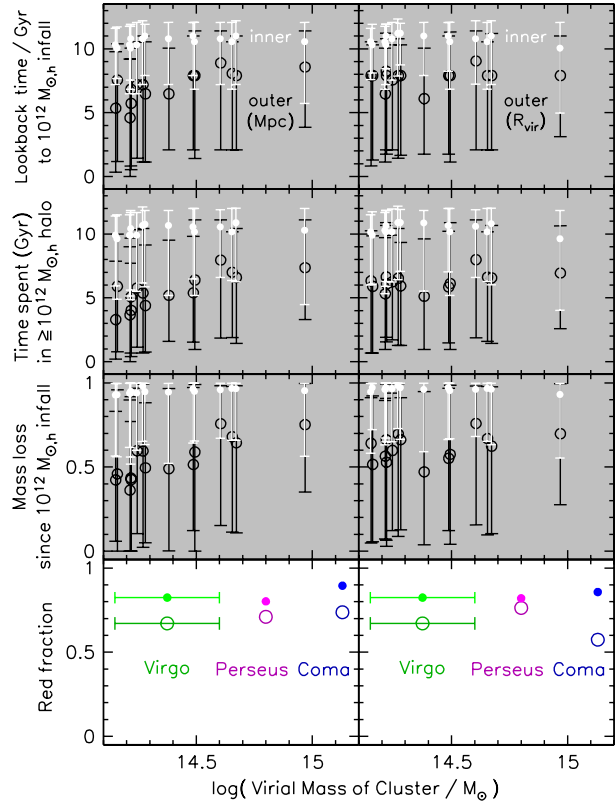 Lookback time / Gyr
to 10¹² M⊙,h infall
10
5
0
inner
outer
(Mpc)
inner
outer
(Rvir)
Time spent (Gyr)
in ≧10¹² M⊙,h halo
10
5
0
Mass loss
since 10¹² M⊙,h infall
1
0.5
0
Red fraction
1
0.5
0
Virgo
Perseus
Coma
Virgo
Perseus
Coma
14.5
15
14.5
15
log( Virial Mass of Cluster / M⊙ )